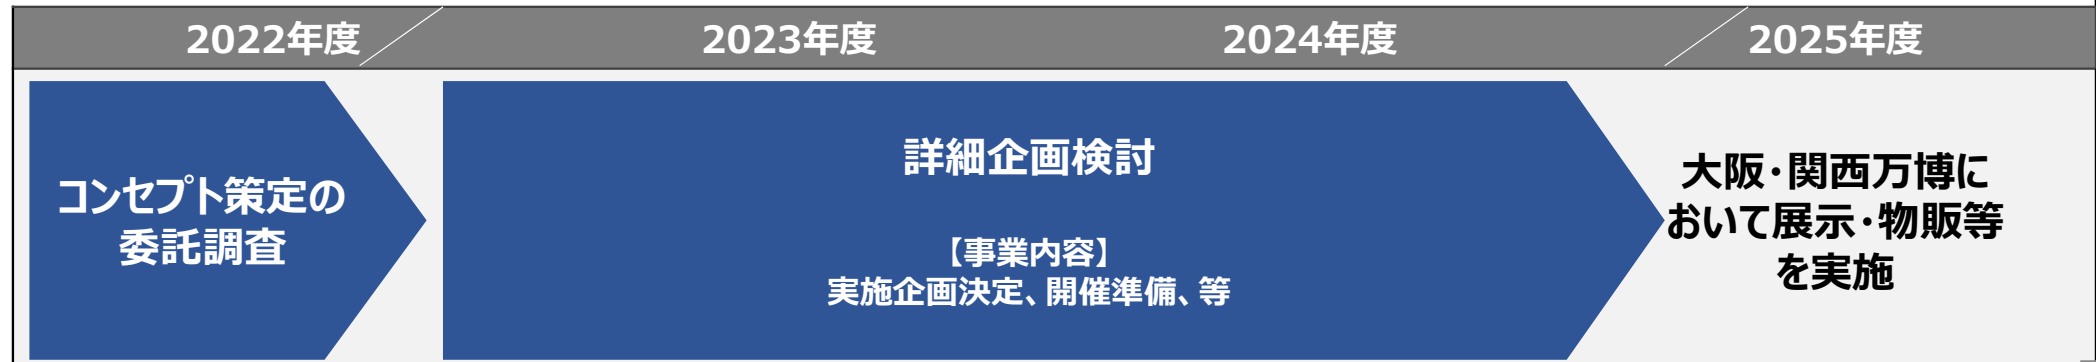 2022年度 2023年度 2024年度 2025年度
コンセプト策定の
委託調査
詳細企画検討
【事業内容】
実施企画決定、開催準備、等
大阪・関西万博に
おいて展示・物販等
を実施